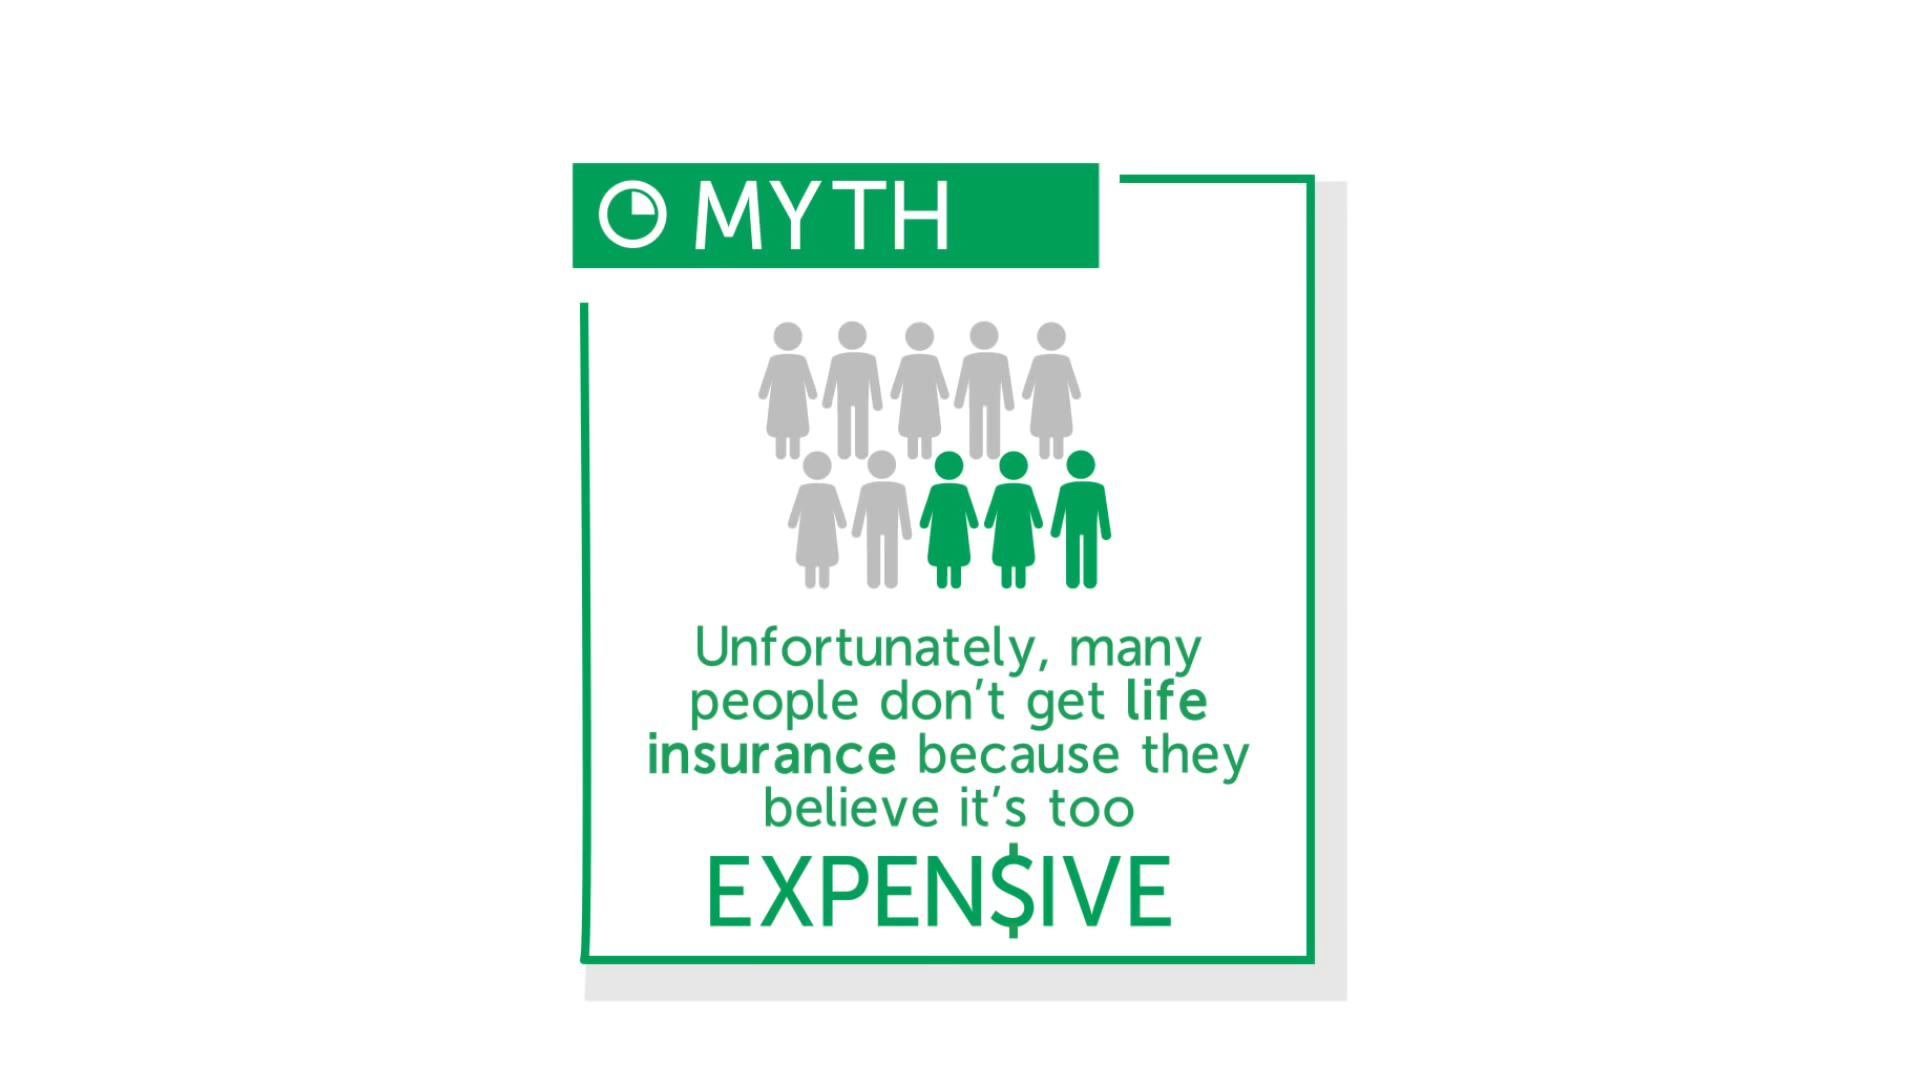 MYTH
Unfortunately, many
people don't get life
insurance because they
believe it's too
EXPEN$IVE